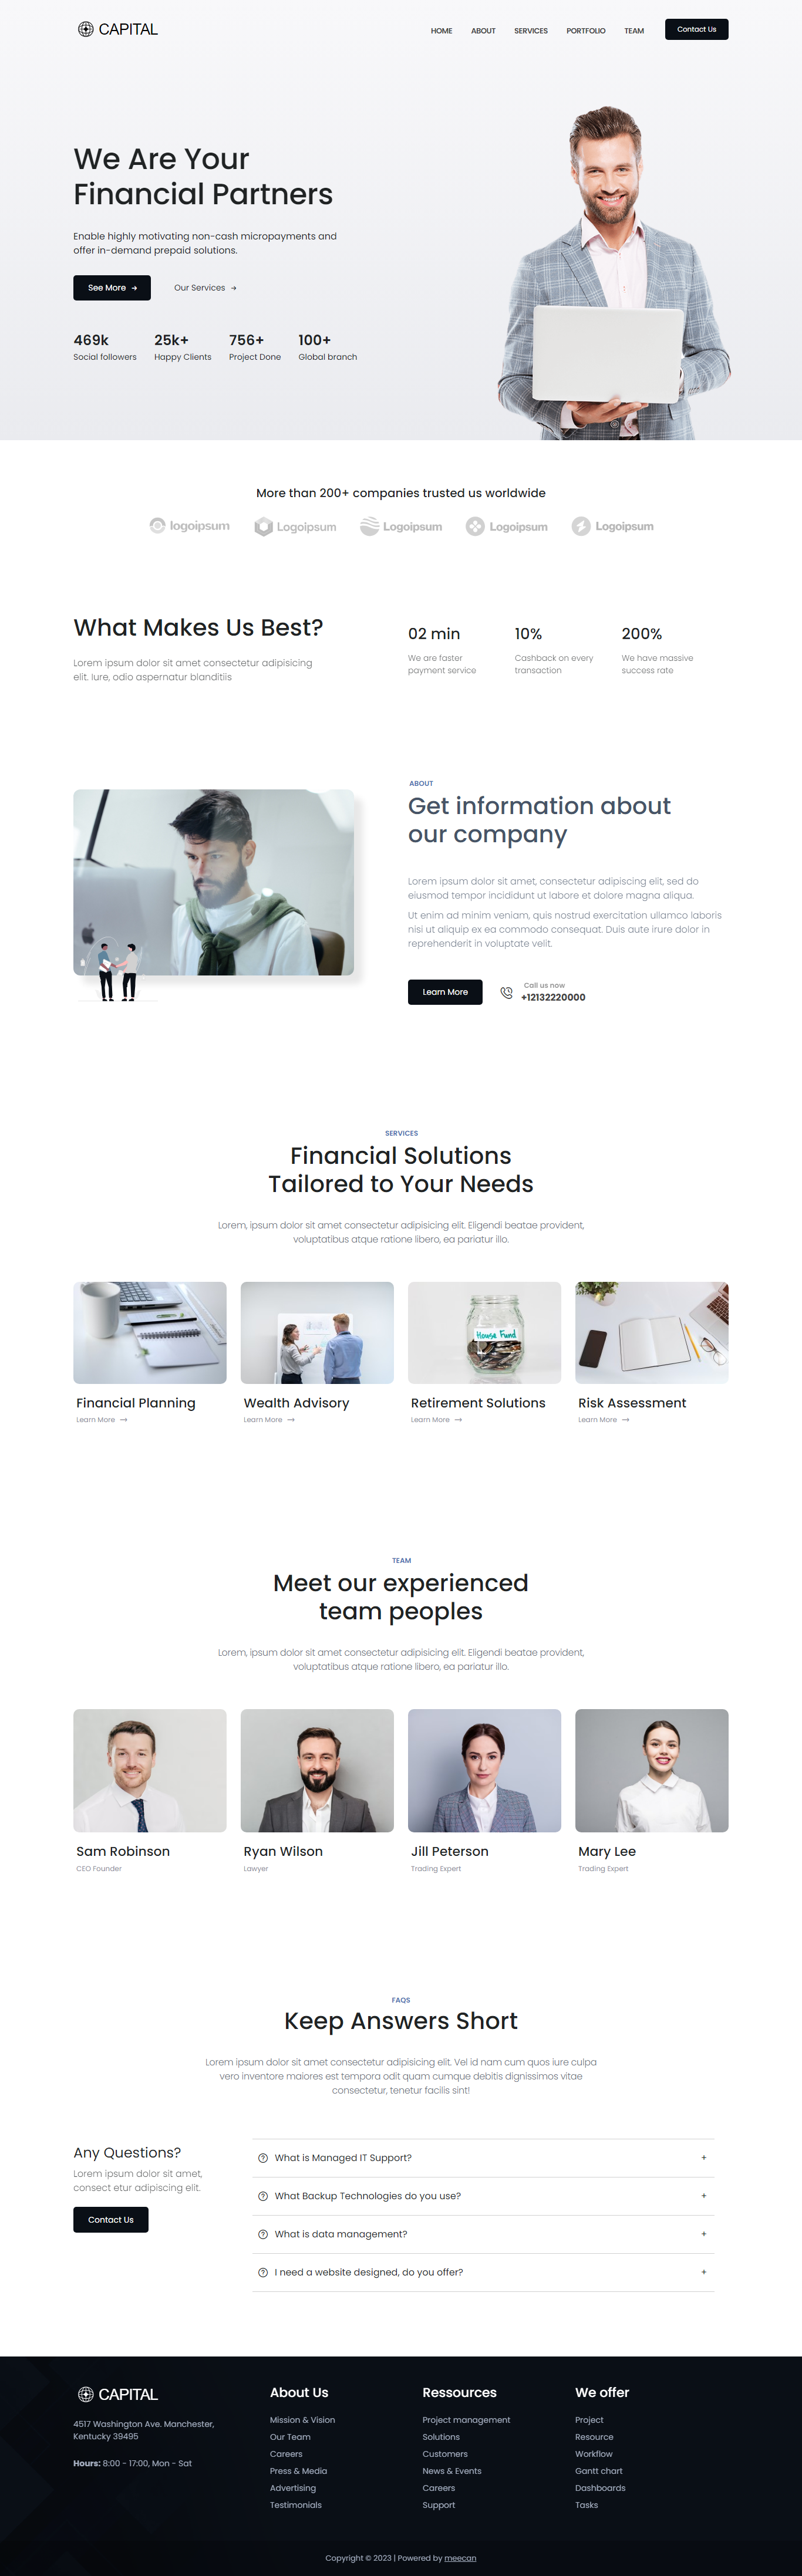 CAPITAL
HOME ABOUT SERVICES PORTFOLIO TEAM Contact Us
We Are Your
Financial Partners
Enable highly motivating non-cash micropayments and
offer in-demand prepaid solutions.
See More → Our Services →
469k 25k+ 756+ 100+
Social followers Happy Clients Project Done Global branch
More than 200+ companies trusted us worldwide
logoipsum Logoipsum Logoipsum Logoipsum Logoipsum
What Makes Us Best?
Lorem ipsum dolor sit amet consectetur adipisicing
elit. Iure, odio aspernatur blanditiis
02 min 10% 200%
We are faster Cashback on every We have massive
payment service transaction success rate
ABOUT
Get information about
our company
Lorem ipsum dolor sit amet, consectetur adipiscing elit, sed do
eiusmod tempor incididunt ut labore et dolore magna aliqua.
Ut enim ad minim veniam, quis nostrud exercitation ullamco laboris
nisi ut aliquip ex ea commodo consequat. Duis aute irure dolor in
reprehenderit in voluptate velit.
Learn More
Call us now
+12132220000
SERVICES
Financial Solutions
Tailored to Your Needs
Lorem, ipsum dolor sit amet consectetur adipisicing elit. Eligendi beatae provident,
voluptatibus atque ratione libero, ea pariatur illo.
House Fund
Financial Planning Wealth Advisory Retirement Solutions Risk Assessment
Learn More → Learn More → Learn More → Learn More →
TEAM
Meet our experienced
team peoples
Lorem, ipsum dolor sit amet consectetur adipisicing elit. Eligendi beatae provident,
voluptatibus atque ratione libero, ea pariatur illo.
Sam Robinson Ryan Wilson Jill Peterson Mary Lee
CEO Founder Lawyer Trading Expert Trading Expert
FAQS
Keep Answers Short
Lorem ipsum dolor sit amet consectetur adipisicing elit. Vel id nam cum quos iure culpa
vero inventore maiores est tempora odit quam cumque debitis dignissimos vitae
consectetur, tenetur facilis sint!
Any Questions?
Lorem ipsum dolor sit amet,
consect etur adipiscing elit.
Contact Us
What is Managed IT Support? +
What Backup Technologies do you use? +
What is data management? +
I need a website designed, do you offer? +
CAPITAL
4517 Washington Ave. Manchester,
Kentucky 39495
Hours: 8:00 - 17:00, Mon - Sat
About Us
Mission & Vision
Our Team
Careers
Press & Media
Advertising
Testimonials
Ressources
Project management
Solutions
Customers
News & Events
Careers
Support
We offer
Project
Resource
Workflow
Gantt chart
Dashboards
Tasks
Copyright © 2023 | Powered by meecan